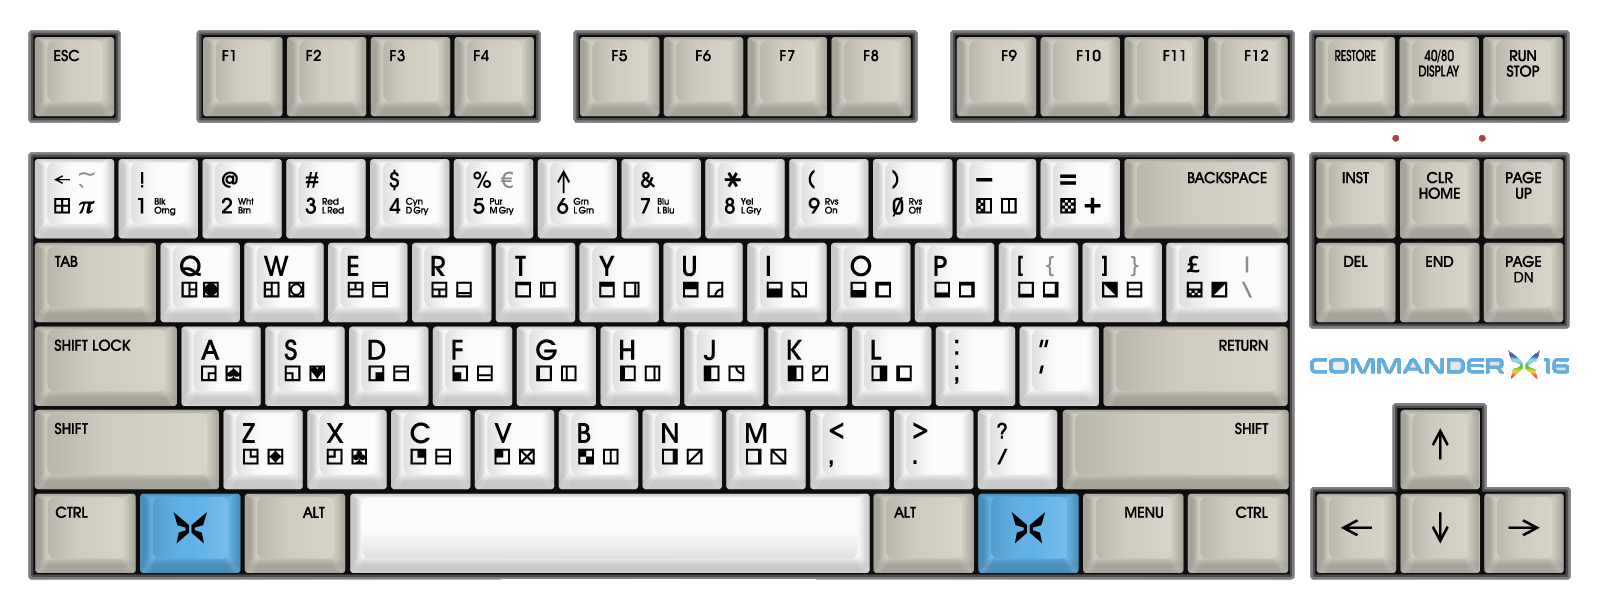 ESC F1 F2 F3 F4 F5 F6 F7 F8 F9 F10 F11 F12 RESTORE 40/80 DISPLAY RUN STOP
← ~ ` π
! 1 Blk Orng
@ 2 Wht Brn
# 3 Red L Red
$ 4 Cyn D Gry
% € 5 Pur M Gry
↑ 6 Grn L Grn
& 7 Blu L Blu
* 8 Yel L Gry
( 9 Rvs On
) 0 Rvs Off
−
= +
BACKSPACE
INST CLR HOME PAGE UP
TAB Q W E R T Y U I O P [ { ] } £ | \
DEL END PAGE DN
SHIFT LOCK A S D F G H J K L : ; " ' RETURN
COMMANDER X 16
SHIFT Z X C V B N M < , > . ? / SHIFT
↑
CTRL ALT ALT MENU CTRL
← ↓ →